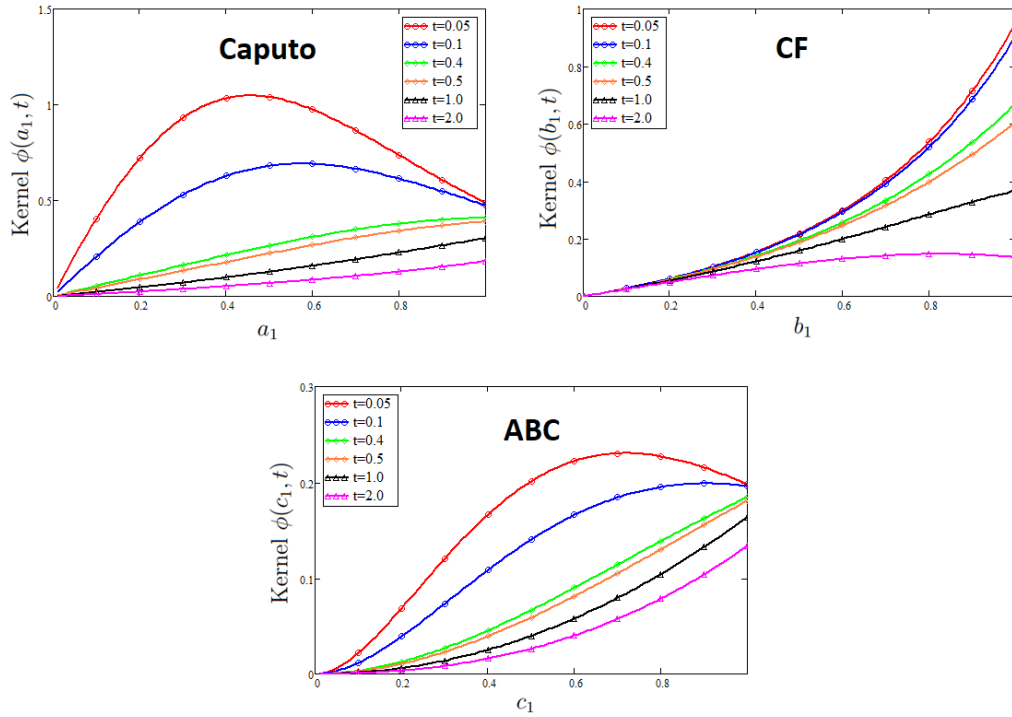 Caputo
Kernel ϕ(a₁, t)
1.5
1
0.5
0
0 0.2 0.4 0.6 0.8
a₁
t=0.05
t=0.1
t=0.4
t=0.5
t=1.0
t=2.0
CF
Kernel ϕ(b₁, t)
1
0.8
0.6
0.4
0.2
0
0 0.2 0.4 0.6 0.8
b₁
t=0.05
t=0.1
t=0.4
t=0.5
t=1.0
t=2.0
ABC
Kernel ϕ(c₁, t)
0.3
0.2
0.1
0
0 0.2 0.4 0.6 0.8
c₁
t=0.05
t=0.1
t=0.4
t=0.5
t=1.0
t=2.0